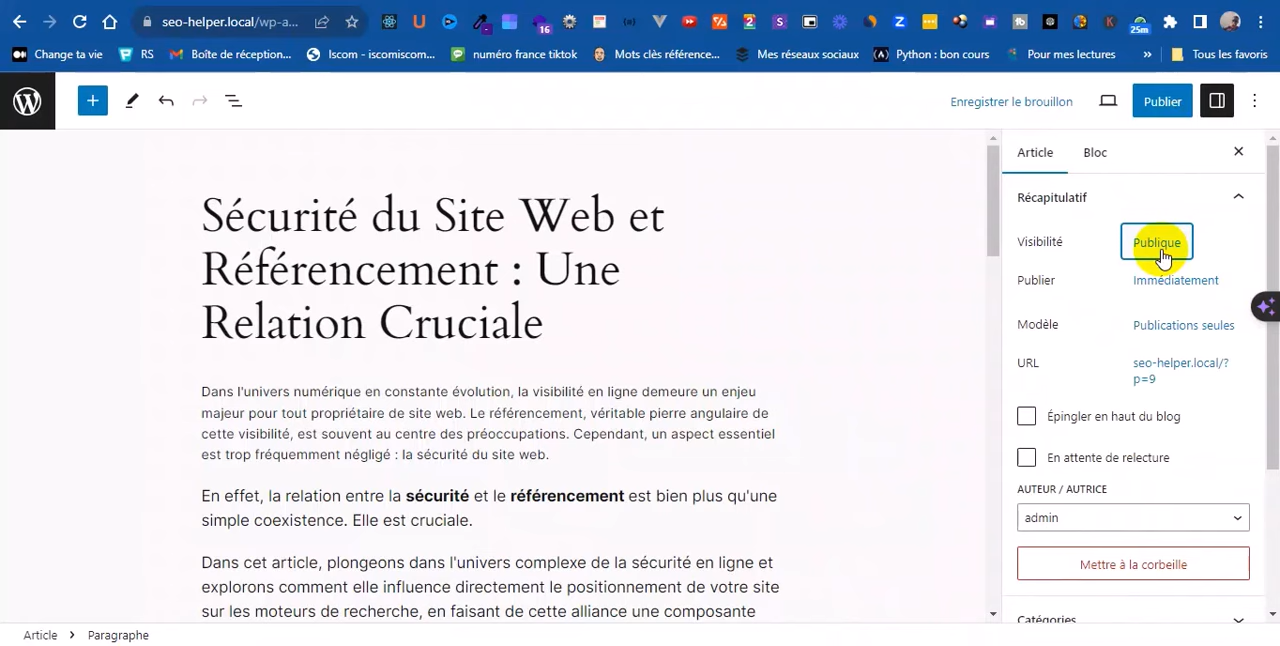 seo-helper.local/wp-a...
16
25m
Change ta vie
RS
Boîte de réception...
Iscom — iscomiscom...
numéro france tiktok
Mots clés référence...
Mes réseaux sociaux
Python : bon cours
Pour mes lectures
»
Tous les favoris
Enregistrer le brouillon
Publier
Sécurité du Site Web et
Référencement : Une
Relation Cruciale
Dans l'univers numérique en constante évolution, la visibilité en ligne demeure un enjeu
majeur pour tout propriétaire de site web. Le référencement, véritable pierre angulaire de
cette visibilité, est souvent au centre des préoccupations. Cependant, un aspect essentiel
est trop fréquemment négligé : la sécurité du site web.
En effet, la relation entre la sécurité et le référencement est bien plus qu'une
simple coexistence. Elle est cruciale.
Dans cet article, plongeons dans l'univers complexe de la sécurité en ligne et
explorons comment elle influence directement le positionnement de votre site
sur les moteurs de recherche, en faisant de cette alliance une composante
Article Bloc
Récapitulatif
Visibilité Publique
Publier Immédiatement
Modèle Publications seules
URL seo-helper.local/?
p=9
Épingler en haut du blog
En attente de relecture
AUTEUR / AUTRICE
admin
Mettre à la corbeille
Catégories
Article > Paragraphe